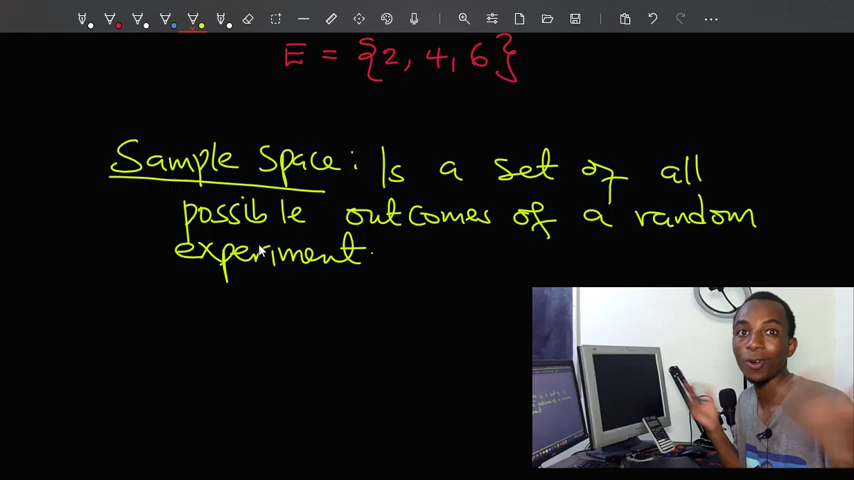 E = {2, 4, 6}
Sample Space: Is a set of all
possible outcomes of a random
experiment.